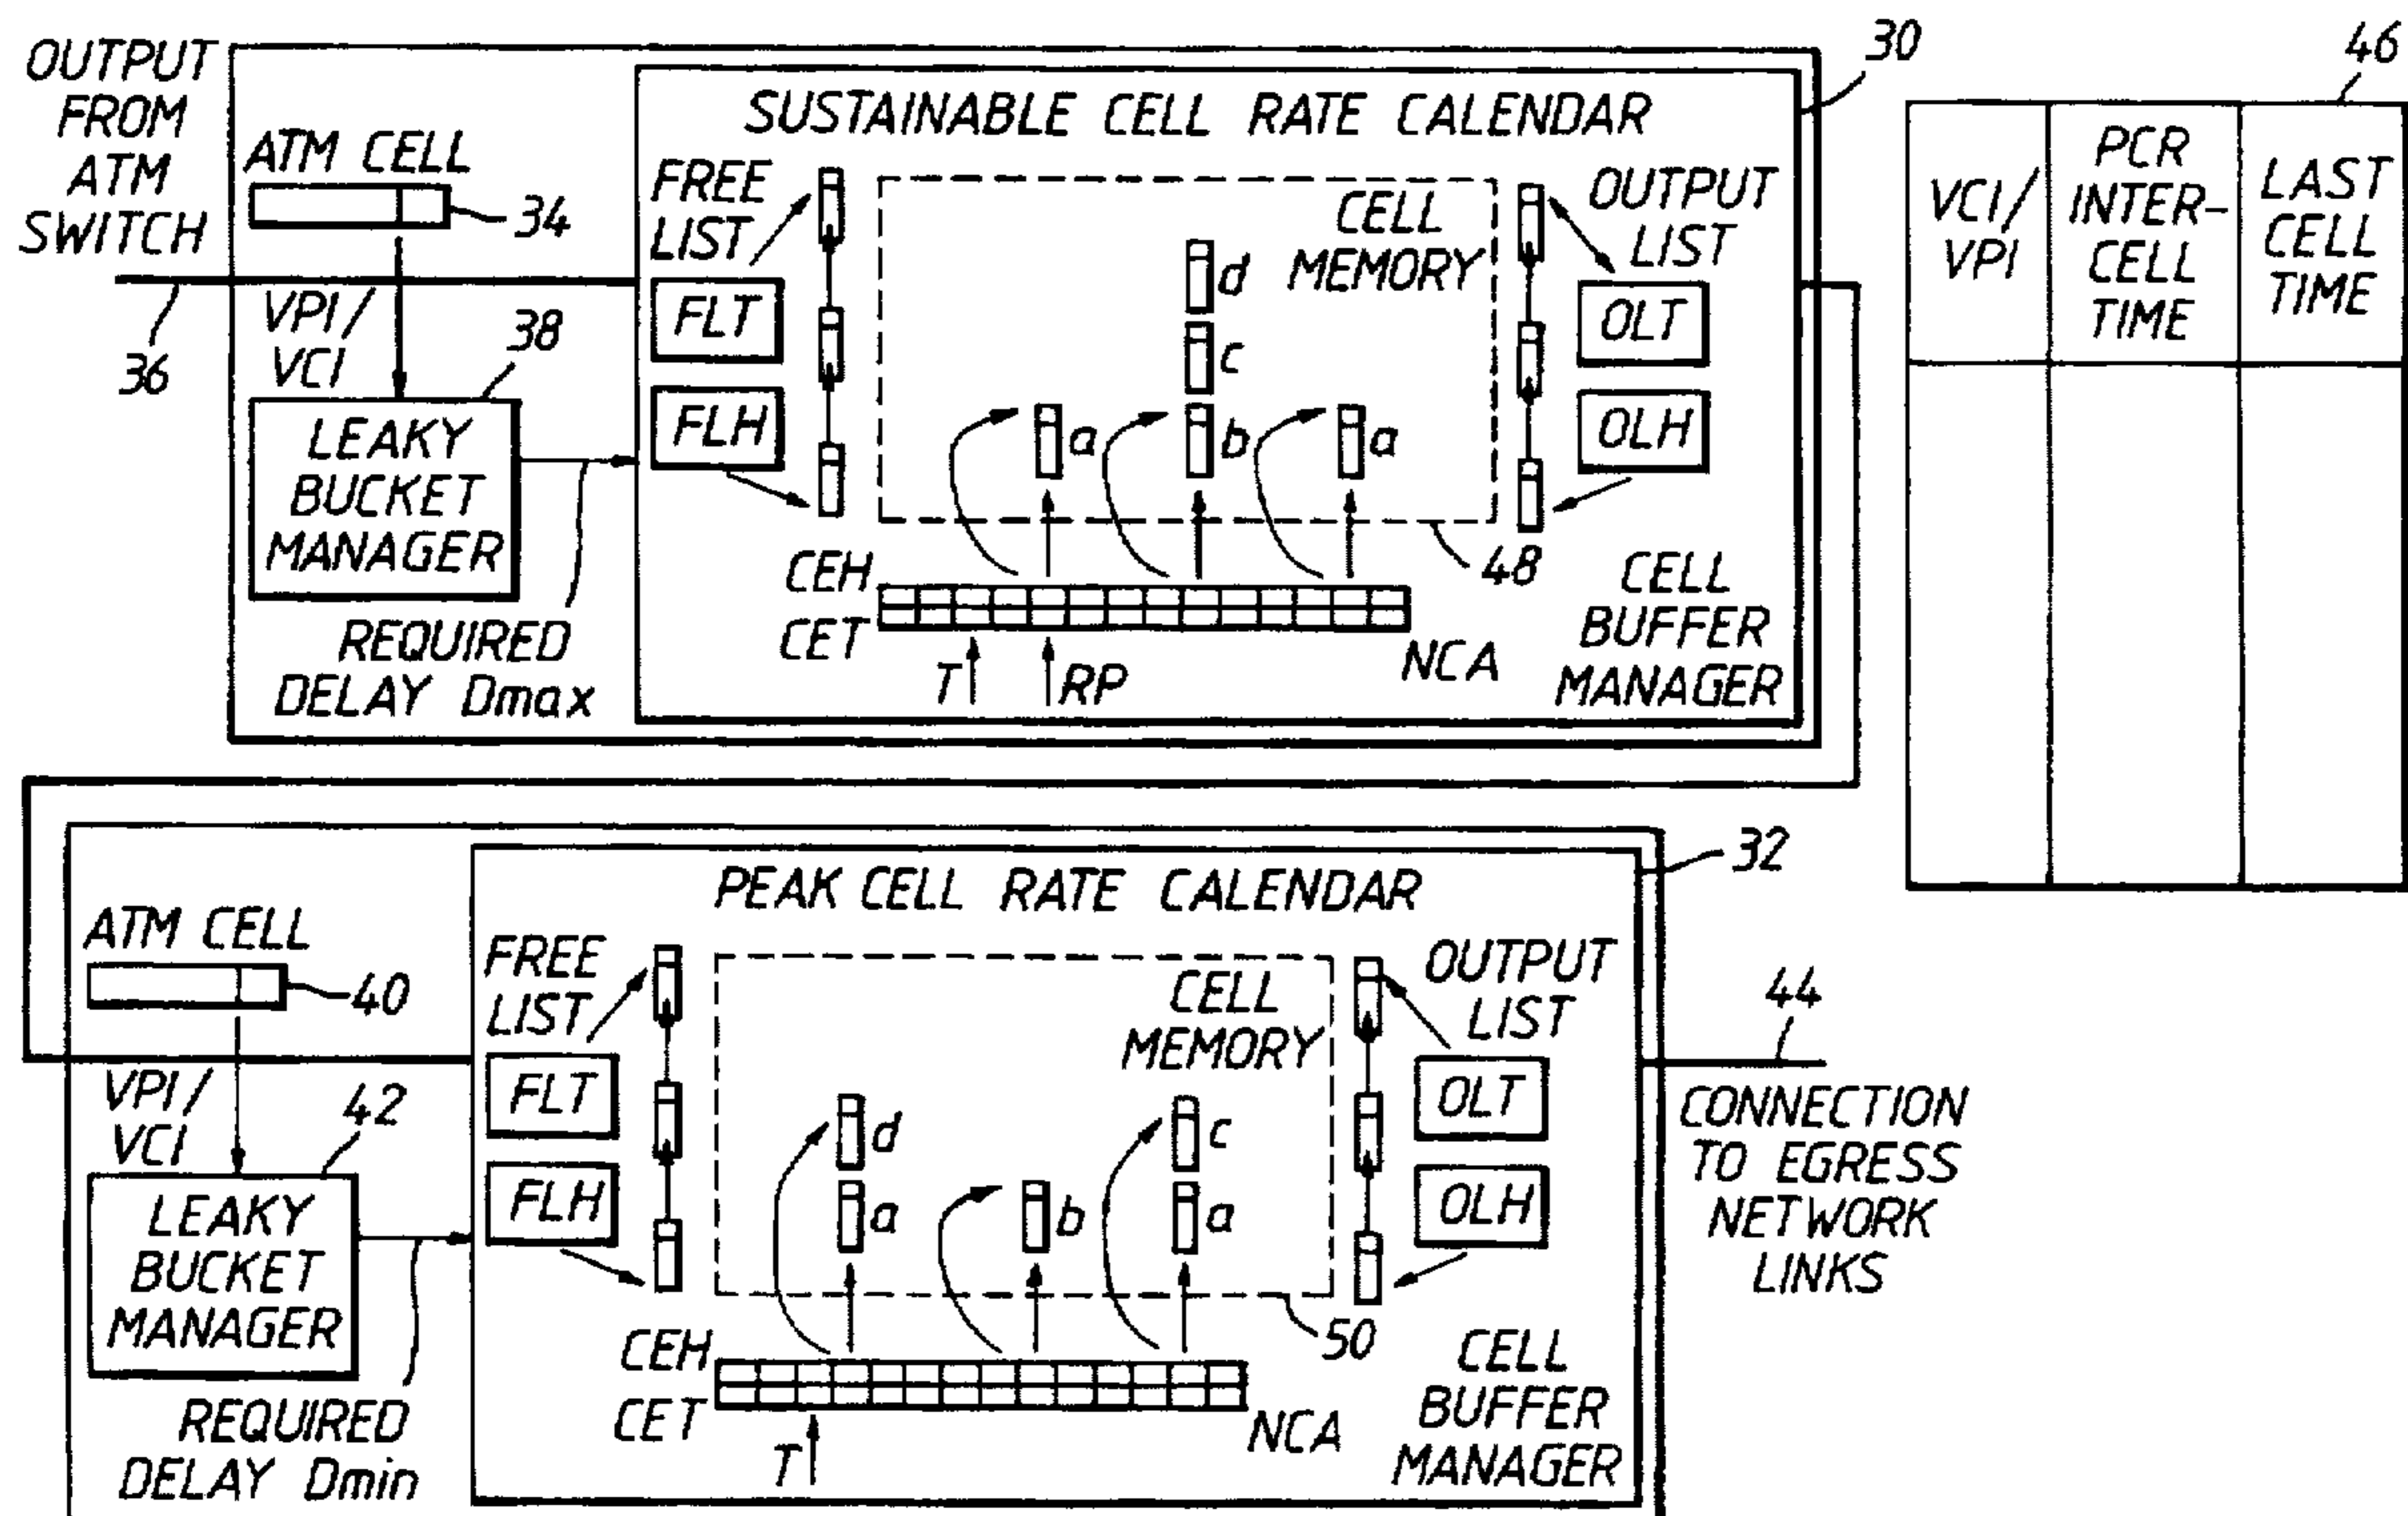 OUTPUT
FROM
ATM
SWITCH
36
ATM CELL
34
VPI/
VCI
38
LEAKY
BUCKET
MANAGER
REQUIRED
DELAY Dmax
SUSTAINABLE CELL RATE CALENDAR
30
FREE
LIST
FLT
FLH
CELL
MEMORY
d
c
a
b
a
48
OUTPUT
LIST
OLT
OLH
CEH
CET
T
RP
NCA
CELL
BUFFER
MANAGER
46
VCI/
VPI
PCR
INTER-
CELL
TIME
LAST
CELL
TIME
32
PEAK CELL RATE CALENDAR
ATM CELL
40
VPI/
VCI
42
LEAKY
BUCKET
MANAGER
REQUIRED
DELAY Dmin
FREE
LIST
FLT
FLH
CELL
MEMORY
d
a
b
c
a
50
OUTPUT
LIST
OLT
OLH
CEH
CET
T
NCA
CELL
BUFFER
MANAGER
44
CONNECTION
TO EGRESS
NETWORK
LINKS